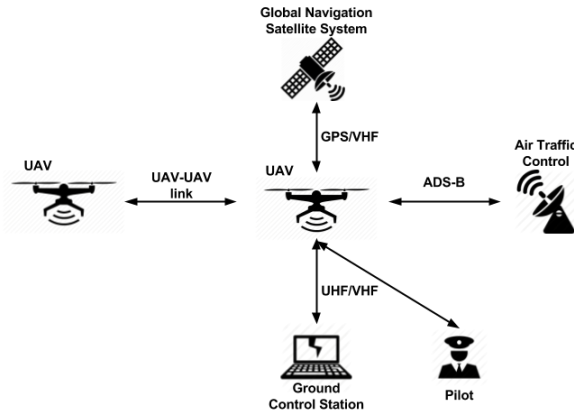 Global Navigation
Satellite System
GPS/VHF
UAV
UAV-UAV
link
UAV
ADS-B
Air Traffic
Control
UHF/VHF
Ground
Control Station
Pilot